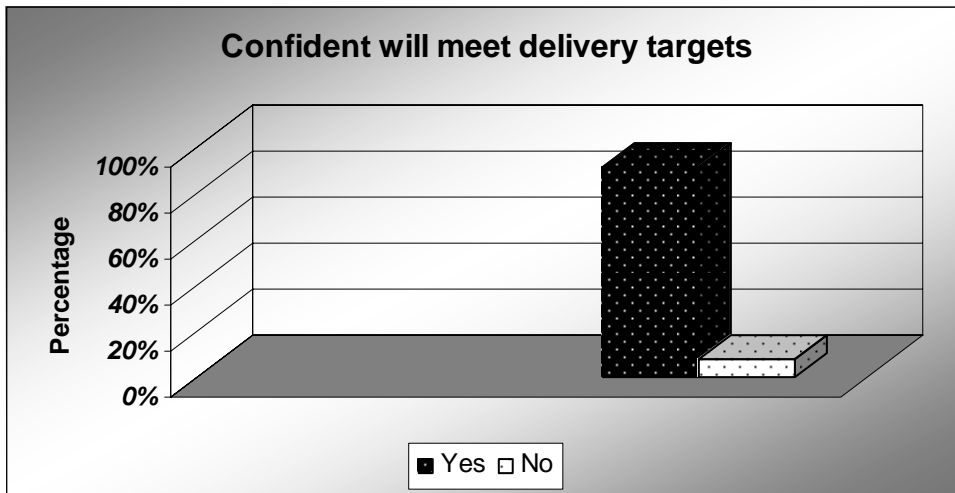 Confident will meet delivery targets
100%
80%
60%
40%
20%
0%
Percentage
Yes No